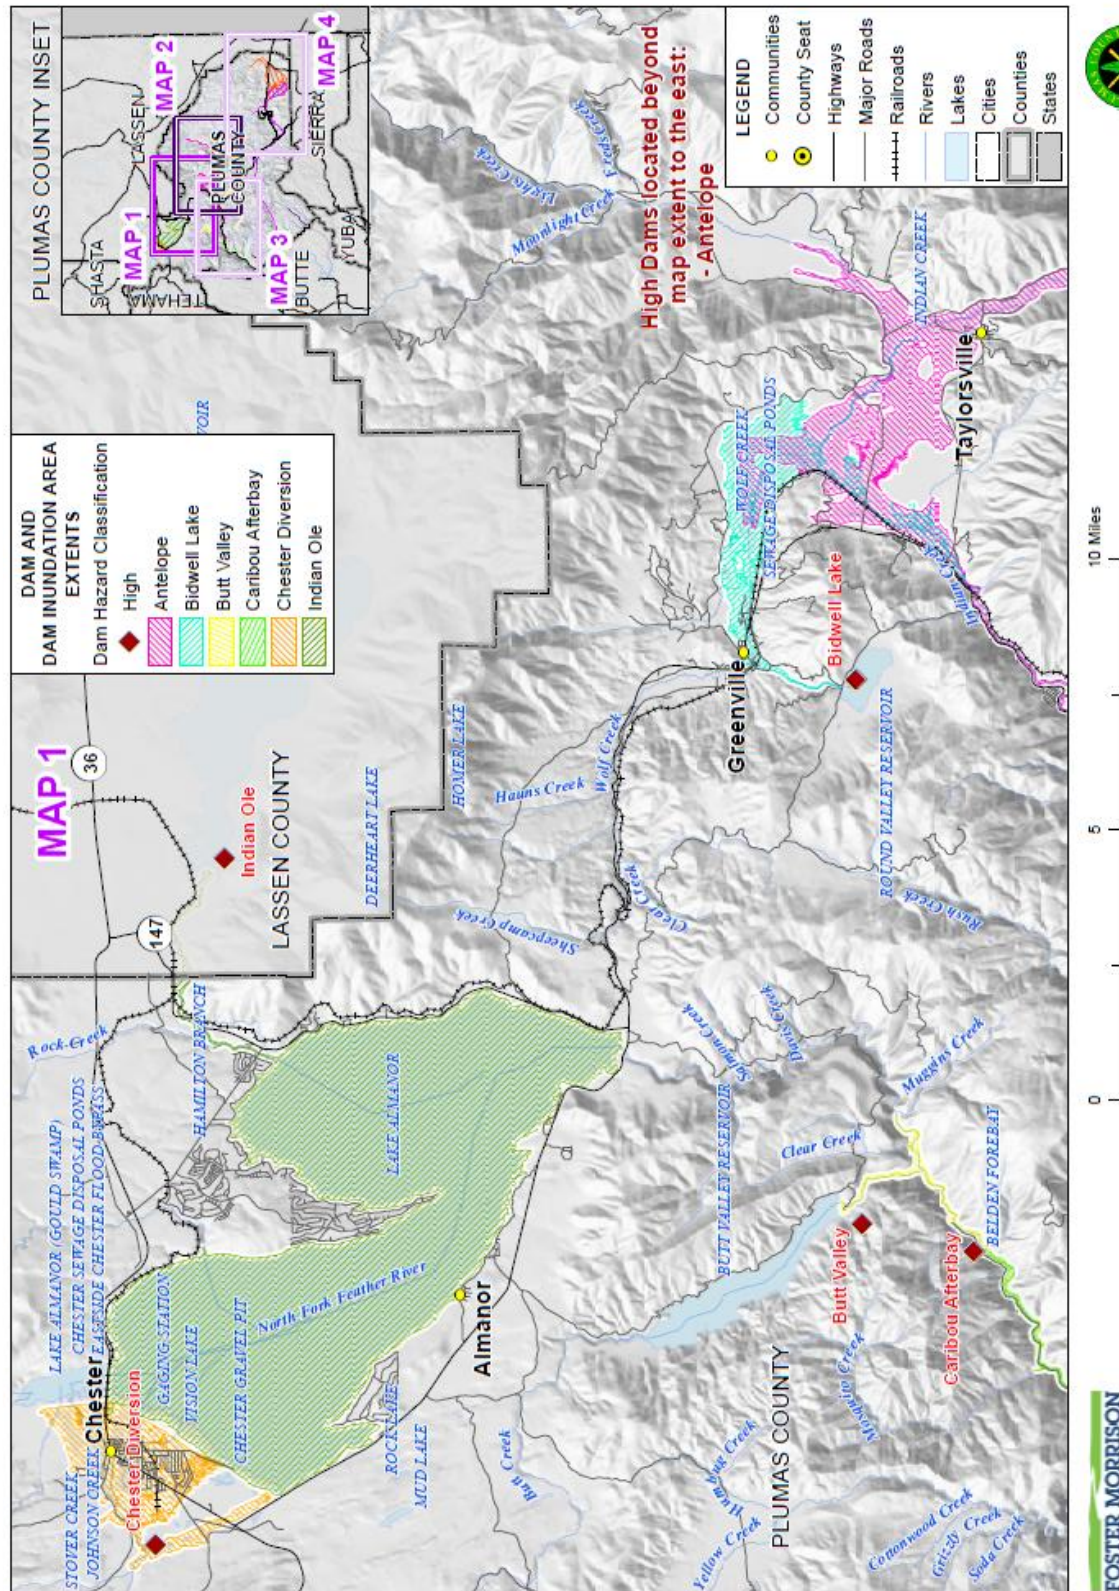 MAP 1
DAM AND
DAM INUNDATION AREA
EXTENTS
Dam Hazard Classification
High
Antelope
Bidwell Lake
Butt Valley
Caribou Afterbay
Chester Diversion
Indian Ole
PLUMAS COUNTY INSET
SHASTA
LASSEN
TEHAMA
MAP 1
MAP 2
PLUMAS
COUNTY
MAP 3
MAP 4
BUTTE
YUBA
SIERRA
36
147
LAKE ALMANOR (GOULD SWAMP)
CHESTER SEWAGE DISPOSAL PONDS
EASTSIDE CHESTER FLOOD BYPASS
STOVER CREEK
JOHNSON CREEK
Chester
Chester Diversion
GAGING STATION
VISION LAKE
CHESTER GRAVEL PIT
Rock Creek
HAMILTON BRANCH
Indian Ole
LASSEN COUNTY
VOIR
DEERHEART LAKE
HOMER LAKE
North Fork Feather River
LAKE ALMANOR
ROCK LAKE
MUD LAKE
Almanor
Butt Creek
Sheepcamp Creek
Hauns Creek
Wolf Creek
Clear Creek
Lights Creek
Moonlight Creek
High Dams located beyond
map extent to the east:
- Antelope
Greenville
WOLF CREEK
SEWAGE DISPOSAL PONDS
Bidwell Lake
ROUND VALLEY RESERVOIR
Rush Creek
INDIAN CREEK
Indian Creek
Taylorsville
Salmon Creek
Davis Creek
Muggins Creek
BUTT VALLEY RESERVOIR
Clear Creek
Butt Valley
Caribou Afterbay
BELDEN FOREBAY
Mosquito Creek
PLUMAS COUNTY
Humbug Creek
Yellow Creek
Cottonwood Creek
Grizzly Creek
Soda Creek
LEGEND
Communities
County Seat
Highways
Major Roads
Railroads
Rivers
Lakes
Cities
Counties
States
0
5
10 Miles
FOSTER MORRISON